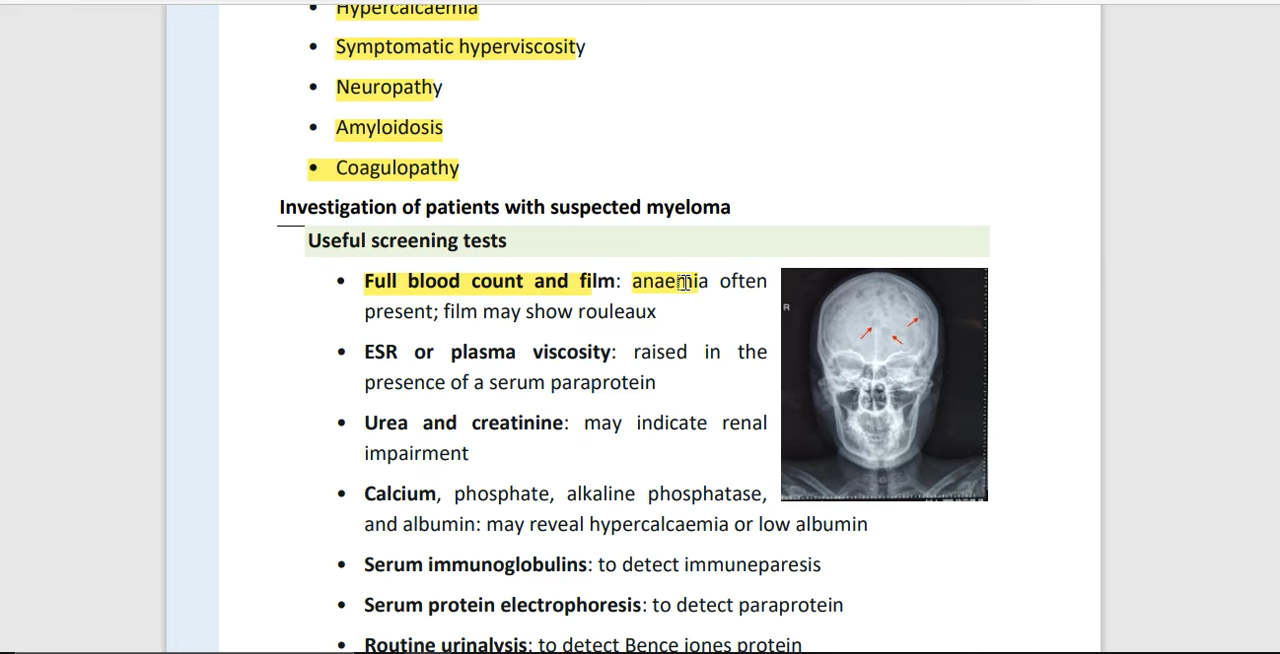 • Hypercalcaemia
• Symptomatic hyperviscosity
• Neuropathy
• Amyloidosis
• Coagulopathy
Investigation of patients with suspected myeloma
Useful screening tests
• Full blood count and film: anaemia often
present; film may show rouleaux
• ESR or plasma viscosity: raised in the
presence of a serum paraprotein
• Urea and creatinine: may indicate renal
impairment
• Calcium, phosphate, alkaline phosphatase,
and albumin: may reveal hypercalcaemia or low albumin
• Serum immunoglobulins: to detect immuneparesis
• Serum protein electrophoresis: to detect paraprotein
• Routine urinalysis: to detect Bence jones protein
R